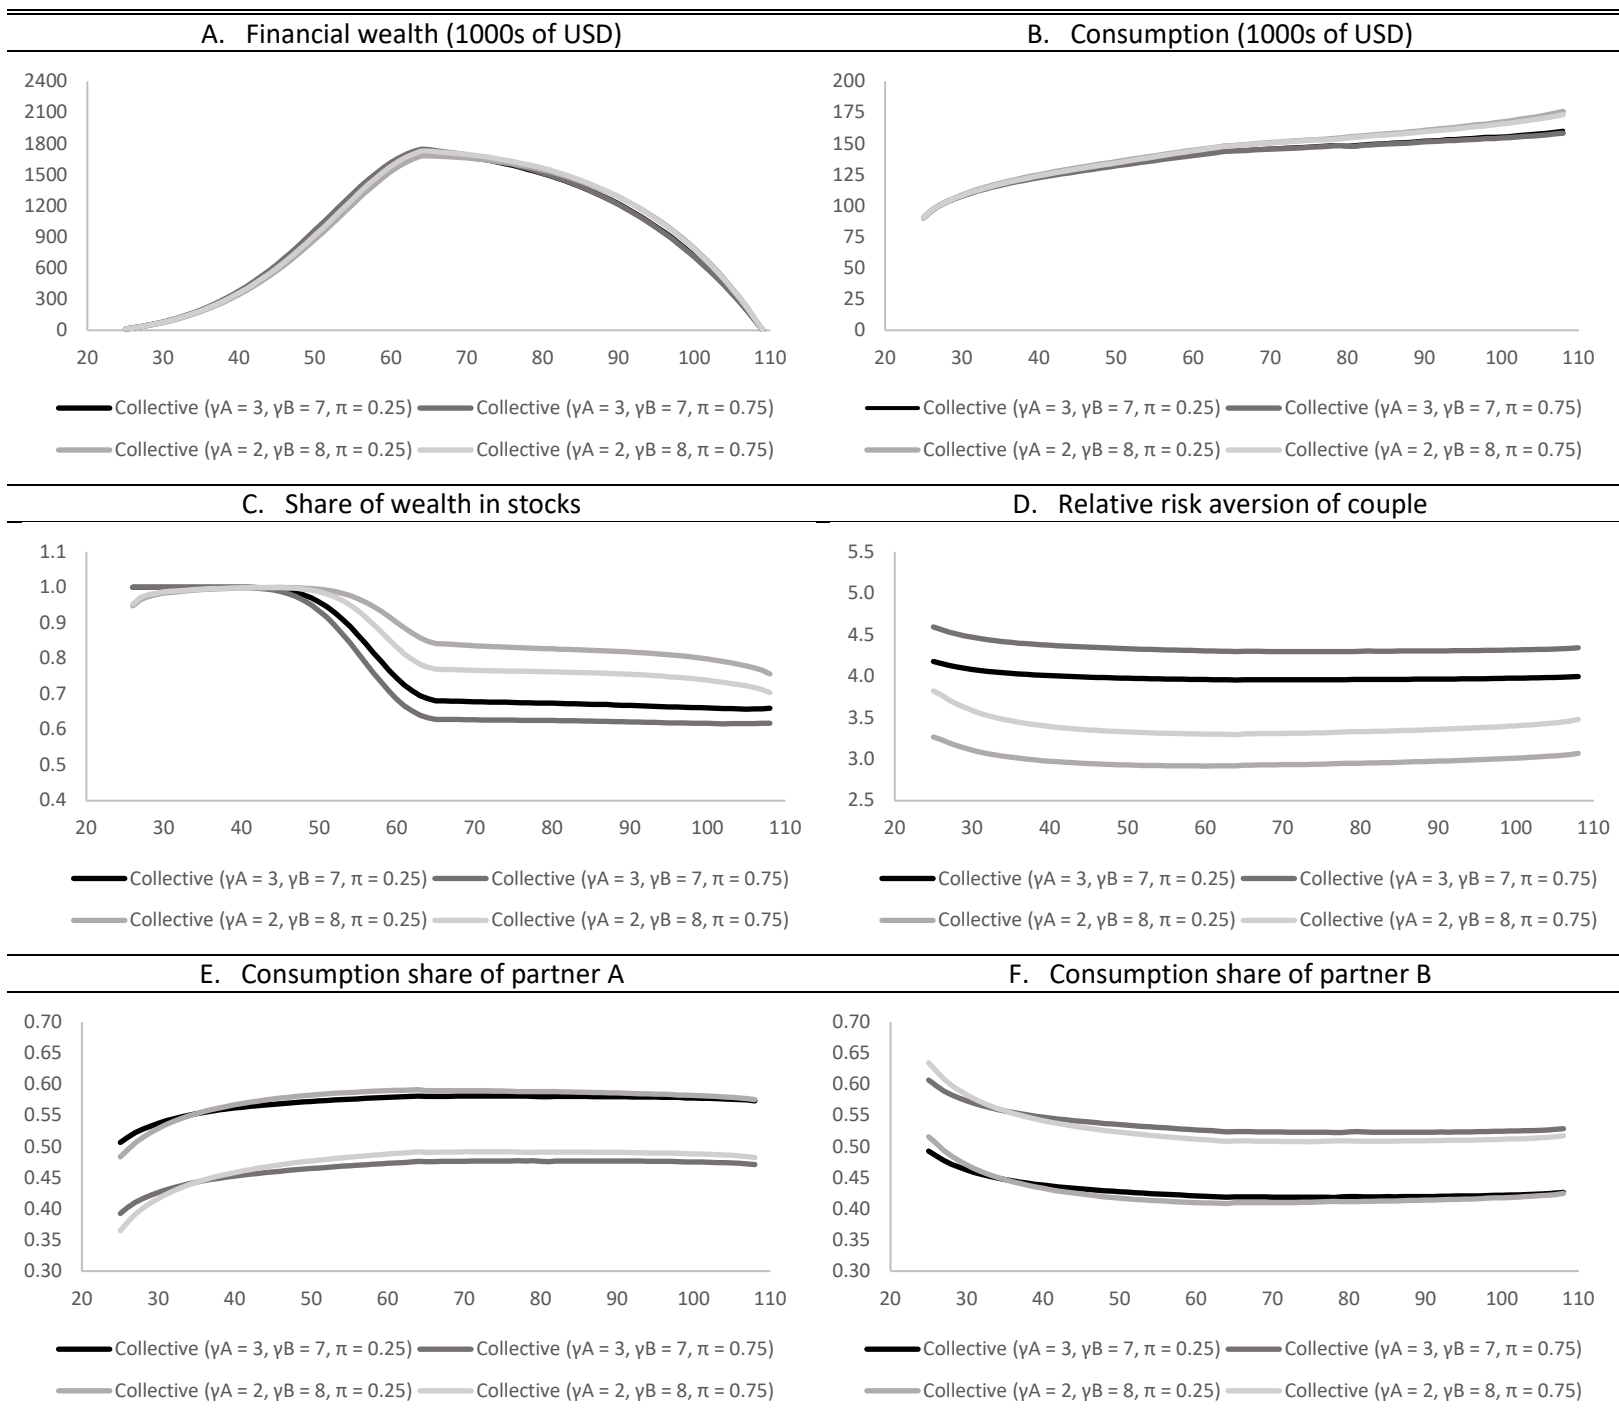 A. Financial wealth (1000s of USD)
2400
2100
1800
1500
1200
900
600
300
0
20 30 40 50 60 70 80 90 100 110
Collective (γA = 3, γB = 7, π = 0.25) Collective (γA = 3, γB = 7, π = 0.75)
Collective (γA = 2, γB = 8, π = 0.25) Collective (γA = 2, γB = 8, π = 0.75)
B. Consumption (1000s of USD)
200
175
150
125
100
75
50
25
0
20 30 40 50 60 70 80 90 100 110
Collective (γA = 3, γB = 7, π = 0.25) Collective (γA = 3, γB = 7, π = 0.75)
Collective (γA = 2, γB = 8, π = 0.25) Collective (γA = 2, γB = 8, π = 0.75)
C. Share of wealth in stocks
1.1
1.0
0.9
0.8
0.7
0.6
0.5
0.4
20 30 40 50 60 70 80 90 100 110
Collective (γA = 3, γB = 7, π = 0.25) Collective (γA = 3, γB = 7, π = 0.75)
Collective (γA = 2, γB = 8, π = 0.25) Collective (γA = 2, γB = 8, π = 0.75)
D. Relative risk aversion of couple
5.5
5.0
4.5
4.0
3.5
3.0
2.5
20 30 40 50 60 70 80 90 100 110
Collective (γA = 3, γB = 7, π = 0.25) Collective (γA = 3, γB = 7, π = 0.75)
Collective (γA = 2, γB = 8, π = 0.25) Collective (γA = 2, γB = 8, π = 0.75)
E. Consumption share of partner A
0.70
0.65
0.60
0.55
0.50
0.45
0.40
0.35
0.30
20 30 40 50 60 70 80 90 100 110
Collective (γA = 3, γB = 7, π = 0.25) Collective (γA = 3, γB = 7, π = 0.75)
Collective (γA = 2, γB = 8, π = 0.25) Collective (γA = 2, γB = 8, π = 0.75)
F. Consumption share of partner B
0.70
0.65
0.60
0.55
0.50
0.45
0.40
0.35
0.30
20 30 40 50 60 70 80 90 100 110
Collective (γA = 3, γB = 7, π = 0.25) Collective (γA = 3, γB = 7, π = 0.75)
Collective (γA = 2, γB = 8, π = 0.25) Collective (γA = 2, γB = 8, π = 0.75)